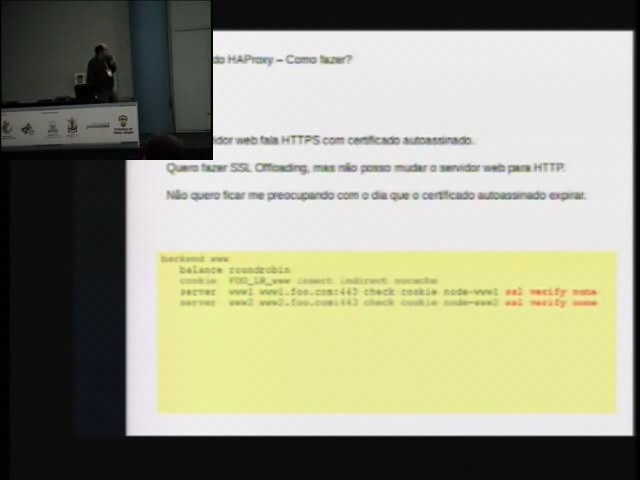 do HAProxy – Como fazer?
idor web fala HTTPS com certificado autoassinado.
Quero fazer SSL Offloading, mas não posso mudar o servidor web para HTTP.
Não quero ficar me preocupando com o dia que o certificado autoassinado expirar.
backend www
balance roundrobin
cookie FOO_LB_www insert indirect nocache
server www1 www1.foo.com:443 check cookie node-www1 ssl verify none
server www2 www2.foo.com:443 check cookie node-www2 ssl verify none